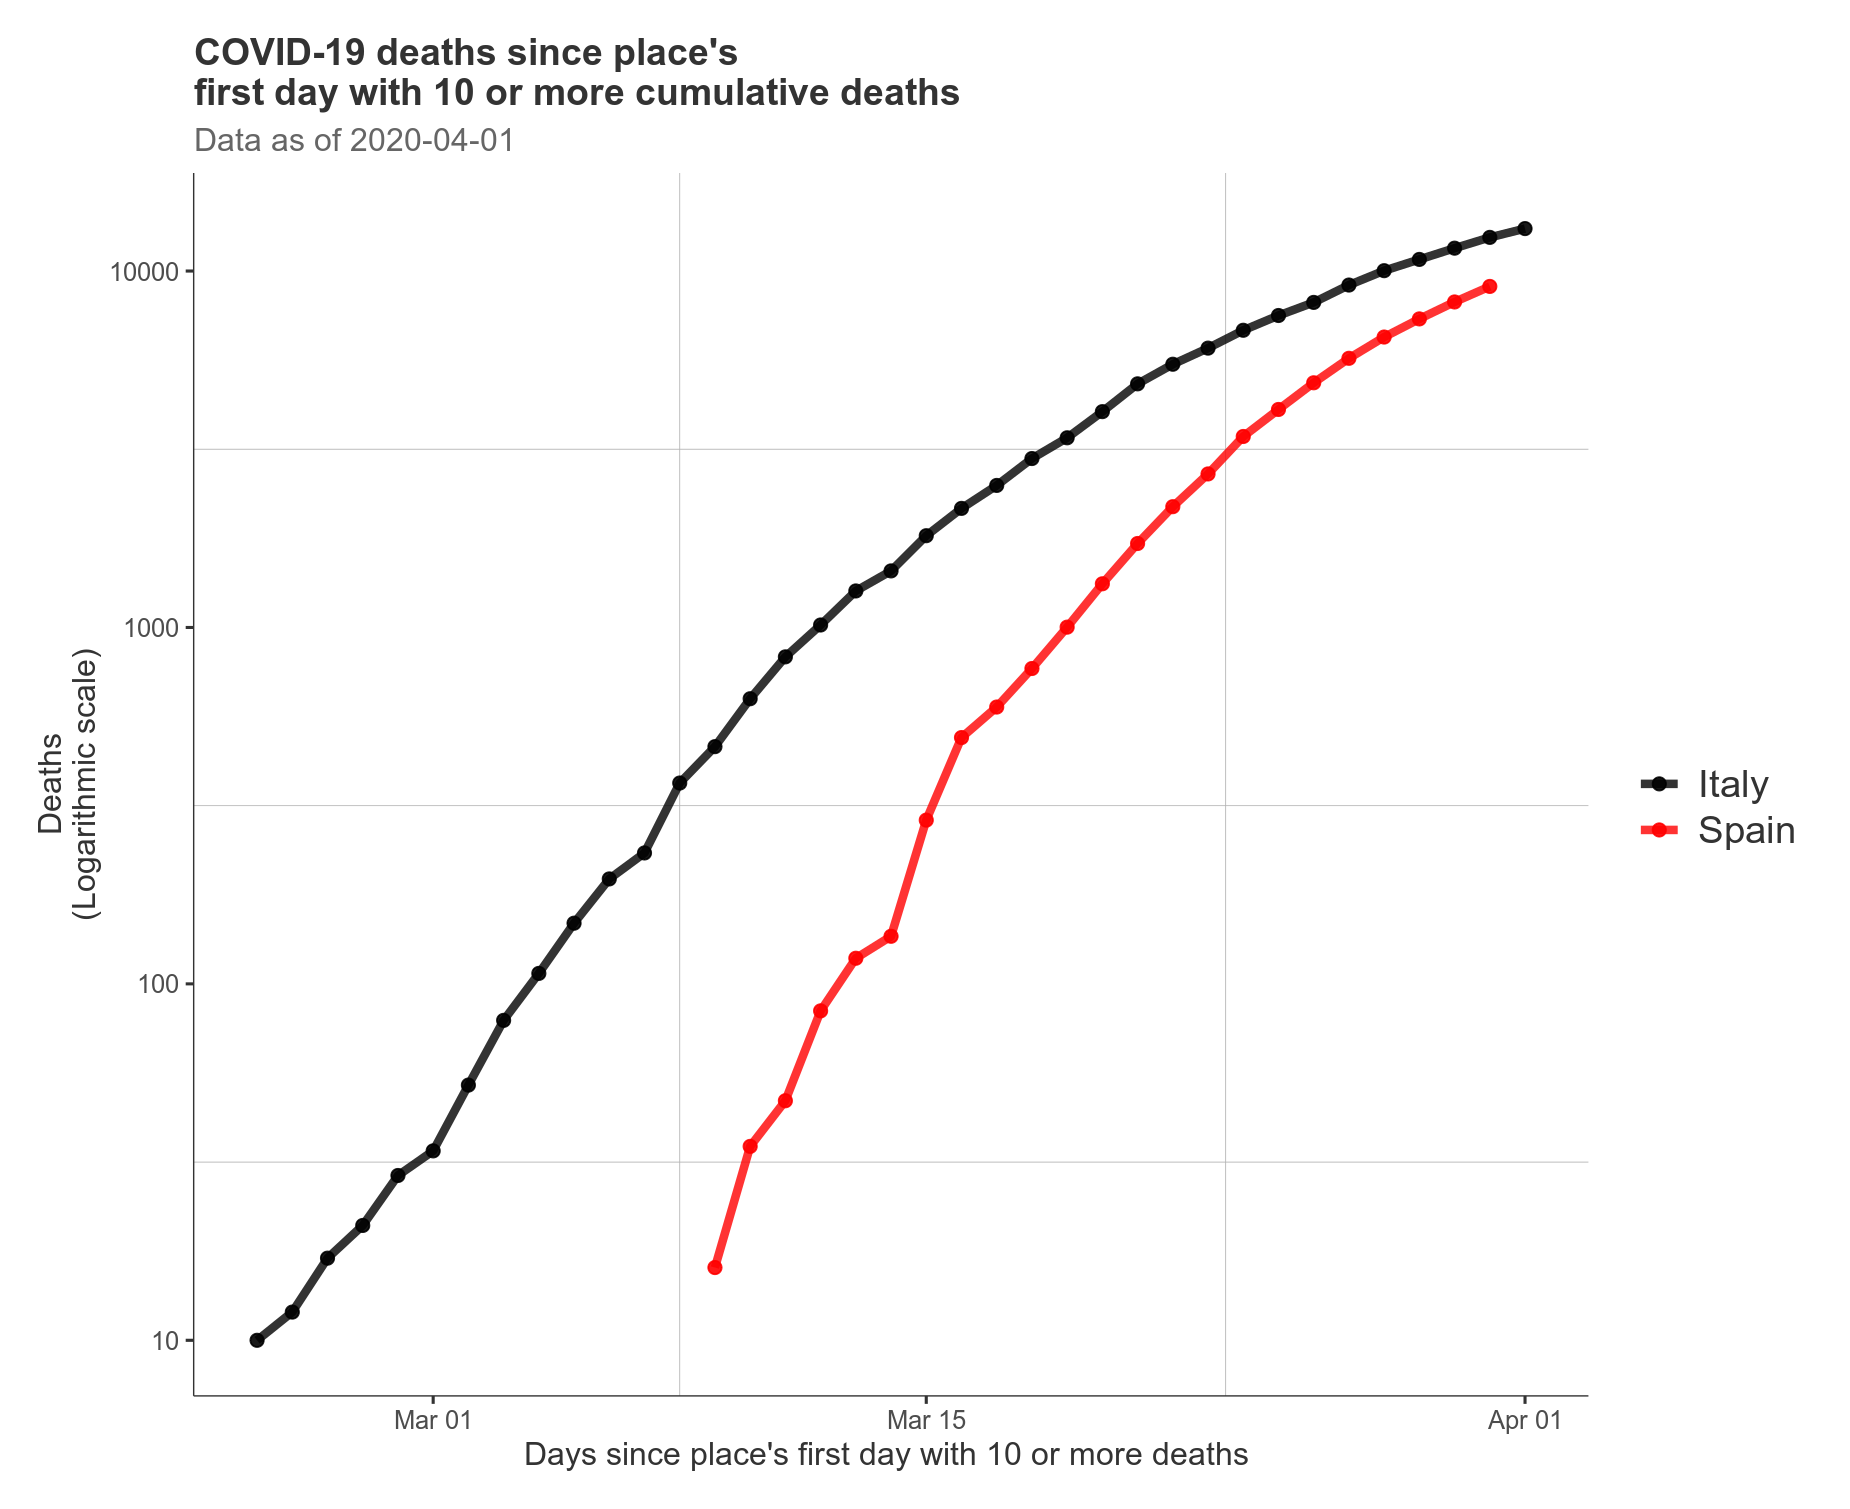 COVID-19 deaths since place's
first day with 10 or more cumulative deaths
Data as of 2020-04-01
10000
1000
100
10
Deaths
(Logarithmic scale)
Mar 01
Mar 15
Apr 01
Days since place's first day with 10 or more deaths
Italy
Spain